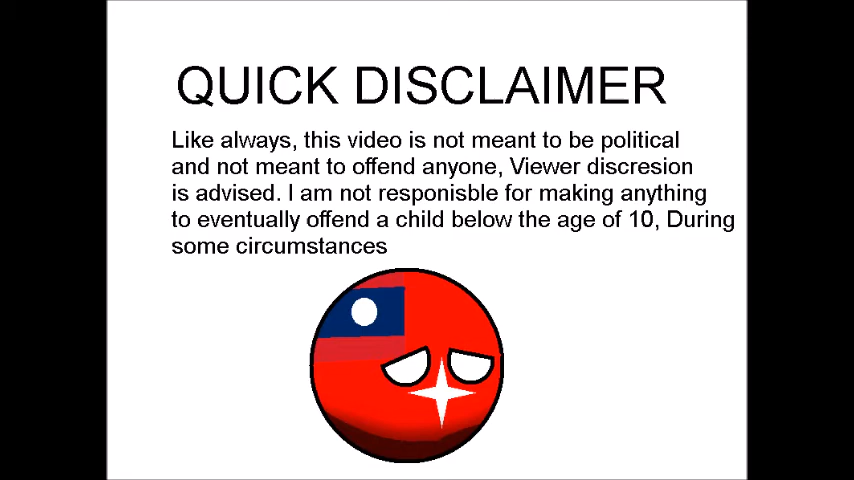 QUICK DISCLAIMER
Like always, this video is not meant to be political
and not meant to offend anyone, Viewer discresion
is advised. I am not responisble for making anything
to eventually offend a child below the age of 10, During
some circumstances